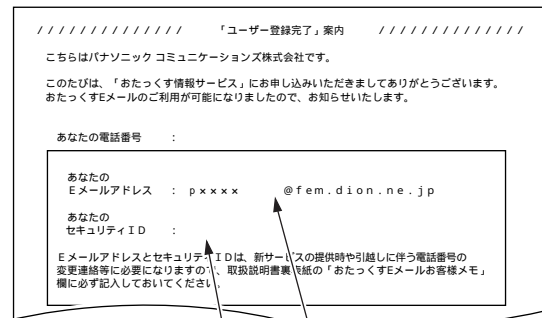 ////////////// 「ユーザー登録完了」案内 //////////////
こちらはパナソニック コミュニケーションズ株式会社です。
このたびは、「おたっくす情報サービス」にお申し込みいただきましてありがとうございます。
おたっくすEメールのご利用が可能になりましたので、お知らせいたします。
あなたの電話番号 :
あなたの
Eメールアドレス : p×××× @fem.dion.ne.jp
あなたの
セキュリティID :
EメールアドレスとセキュリティIDは、新サービスの提供時や引越しに伴う電話番号の
変更連絡等に必要になりますので、取扱説明書裏表紙の「おたっくすEメールお客様メモ」
欄に必ず記入しておいてください。